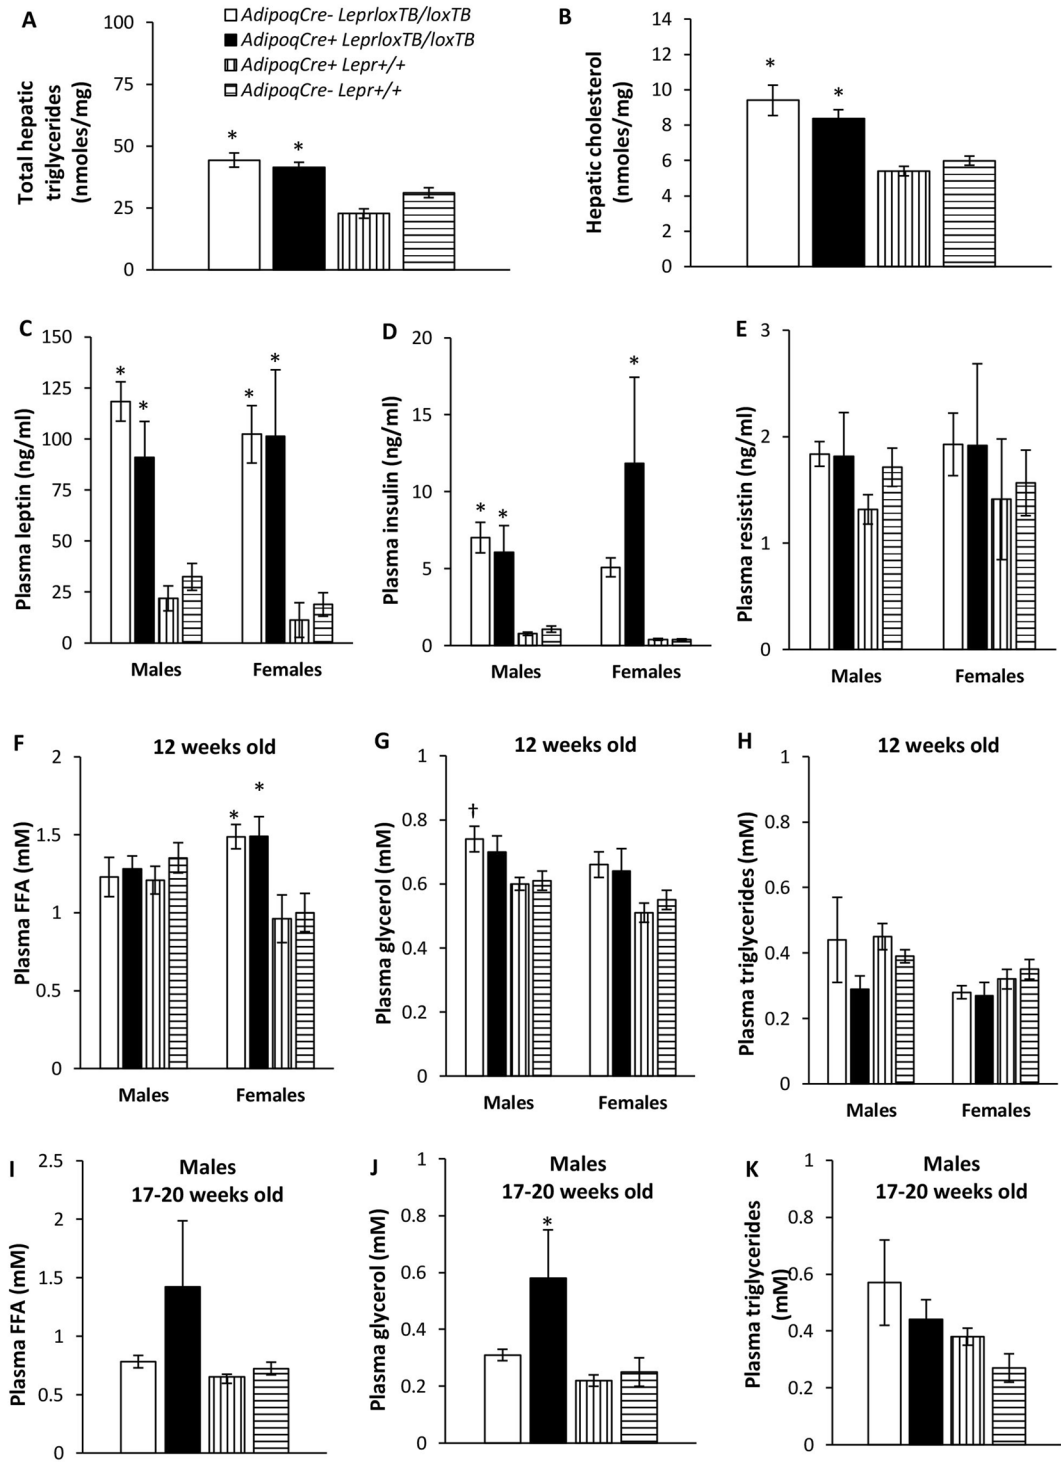 A
Total hepatic
triglycerides
(nmoles/mg)
100
75
50
25
0
AdipoqCre- LeprloxTB/loxTB
AdipoqCre+ LeprloxTB/loxTB
AdipoqCre+ Lepr+/+
AdipoqCre- Lepr+/+
*
*
B
Hepatic cholesterol
(nmoles/mg)
14
12
10
8
6
4
2
0
*
*
C
Plasma leptin (ng/ml)
150
125
100
75
50
25
0
*
*
*
*
Males
Females
D
Plasma insulin (ng/ml)
20
15
10
5
0
*
*
*
Males
Females
E
Plasma resistin (ng/ml)
3
2
1
0
Males
Females
F
12 weeks old
Plasma FFA (mM)
2
1.5
1
0.5
0
*
*
Males
Females
G
12 weeks old
Plasma glycerol (mM)
1
0.8
0.6
0.4
0.2
0
†
Males
Females
H
12 weeks old
Plasma triglycerides (mM)
1
0.8
0.6
0.4
0.2
0
Males
Females
I
Males
17-20 weeks old
Plasma FFA (mM)
2.5
2
1.5
1
0.5
0
J
Males
17-20 weeks old
Plasma glycerol (mM)
1
0.8
0.6
0.4
0.2
0
*
K
Males
17-20 weeks old
Plasma triglycerides
(mM)
1
0.8
0.6
0.4
0.2
0